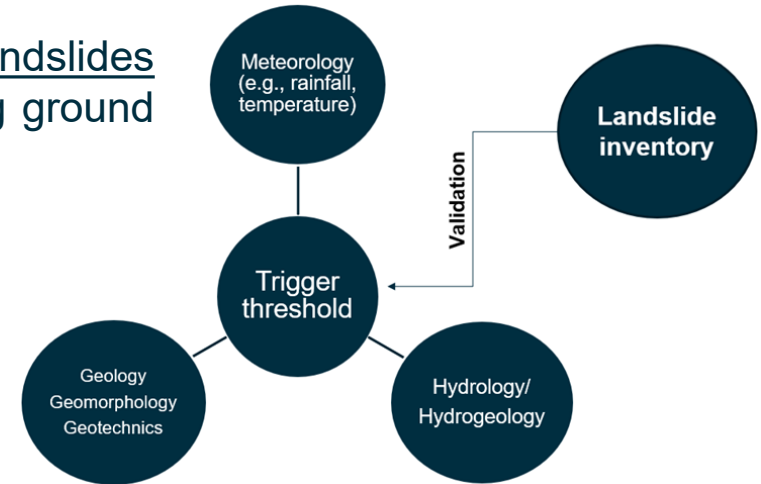 ndslides
g ground
Meteorology
(e.g., rainfall,
temperature)
Landslide
inventory
Validation
Trigger
threshold
Geology
Geomorphology
Geotechnics
Hydrology/
Hydrogeology